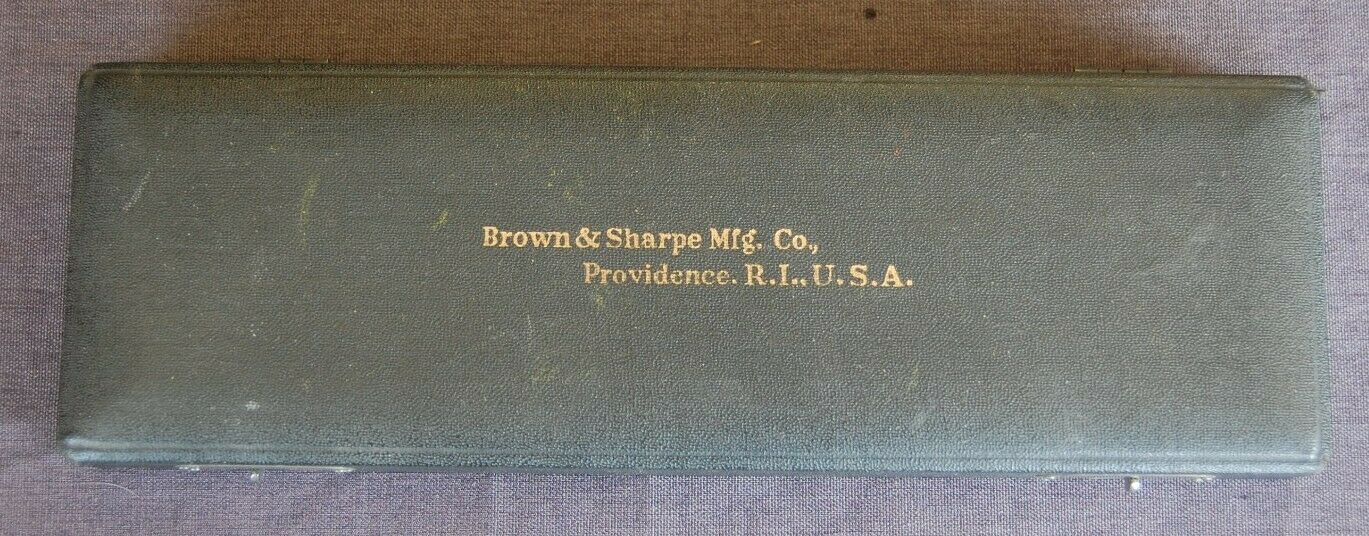 Brown & Sharpe Mfg. Co.,
Providence. R.I., U.S.A.